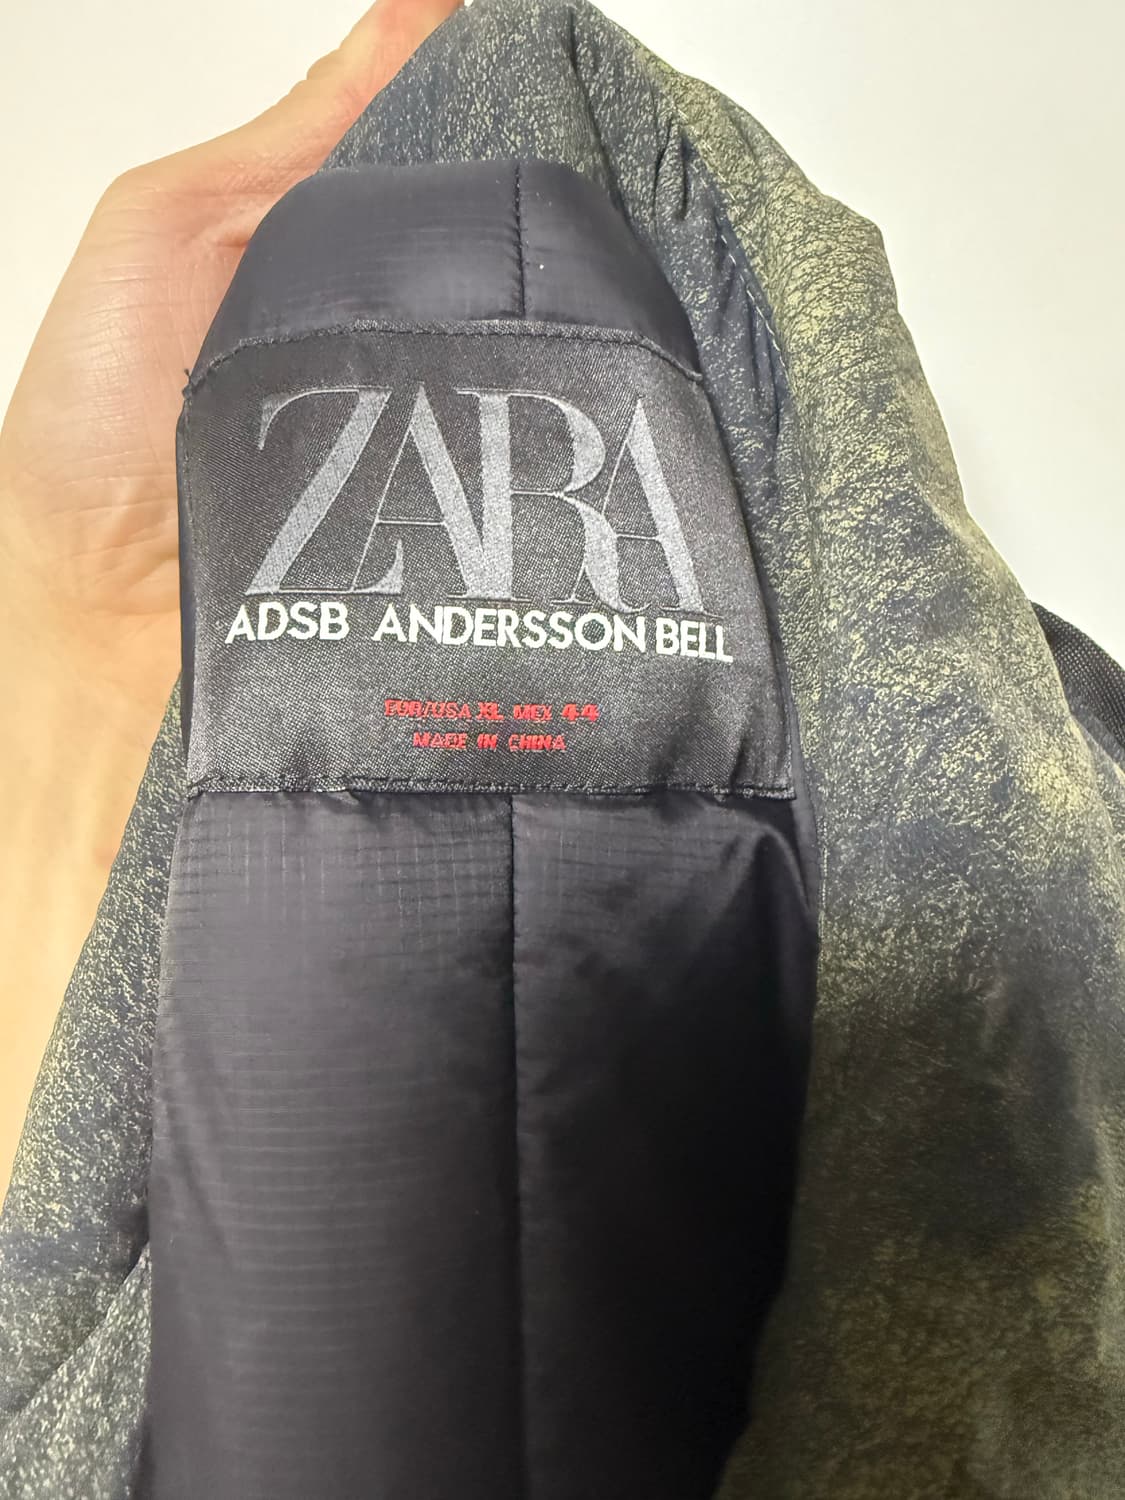 ZARA
ADSB ANDERSSON BELL
EUR/USA XL MEX 44
MADE IN CHINA